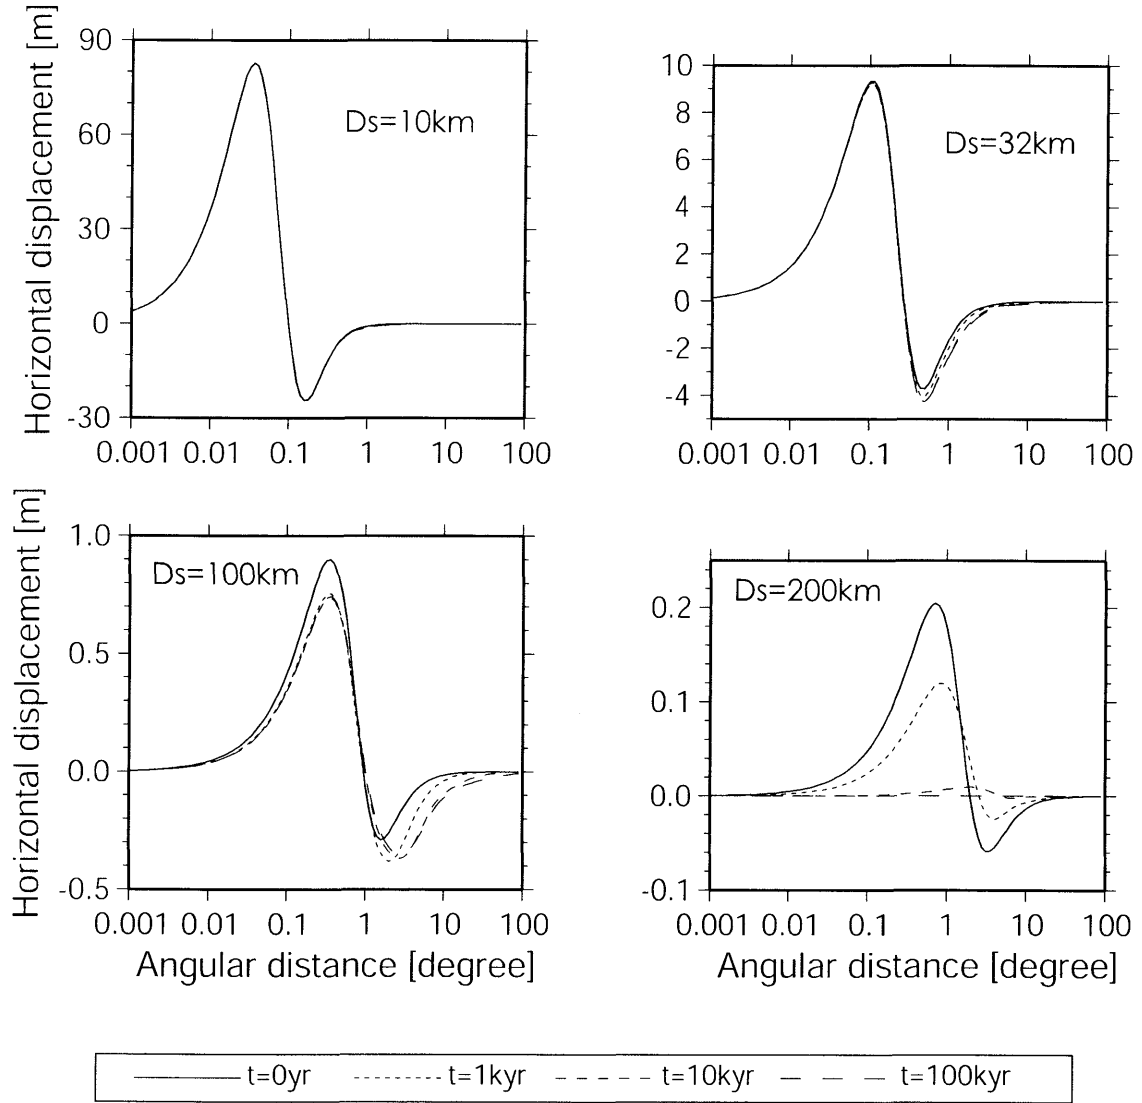 Horizontal displacement [m]
90
60
30
0
-30
0.001 0.01 0.1 1 10 100
Ds=10km
10
8
6
4
2
0
-2
-4
0.001 0.01 0.1 1 10 100
Ds=32km
Horizontal displacement [m]
1.0
0.5
0.0
-0.5
0.001 0.01 0.1 1 10 100
Ds=100km
Angular distance [degree]
0.2
0.1
0.0
-0.1
0.001 0.01 0.1 1 10 100
Ds=200km
Angular distance [degree]
t=0yr t=1kyr t=10kyr t=100kyr